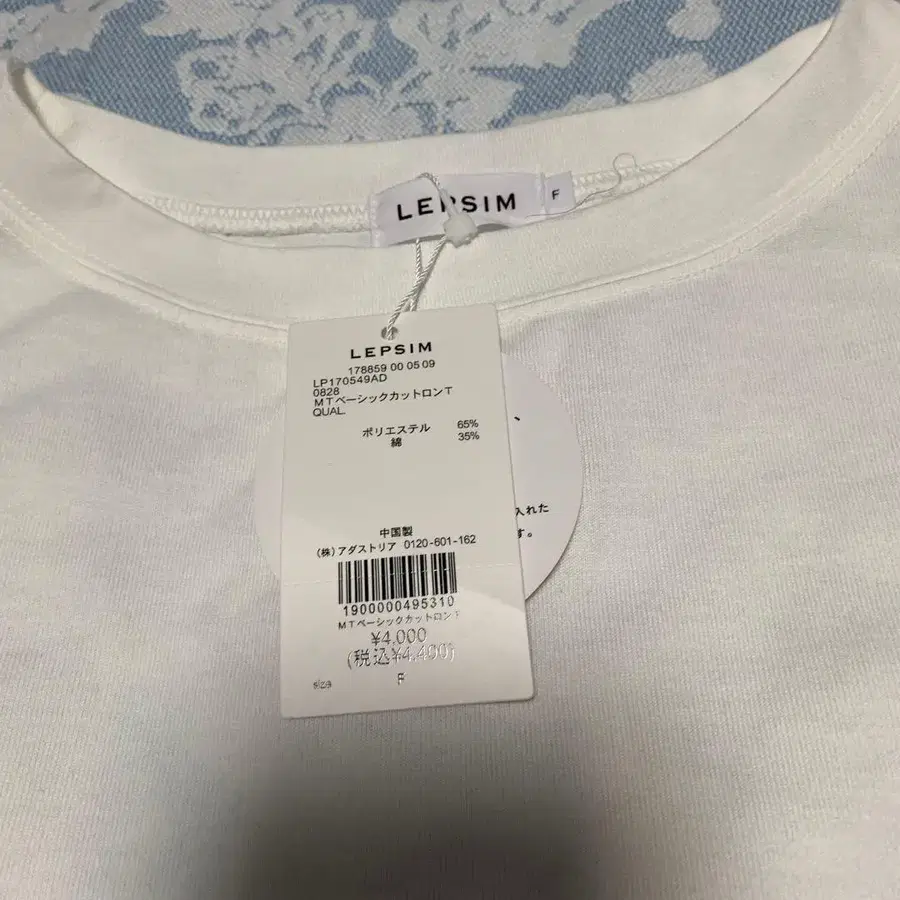 LEPSIM
F
LEPSIM
178859 00 05 09
LP170549AD
0828
MTベーシックカットロンT
QUAL.
ポリエステル 65%
綿 35%
入れた
す。
中国製
(株)アダストリア 0120-601-162
1900000495310
MTベーシックカットロンT
¥4,000
(税込¥4,400)
size F